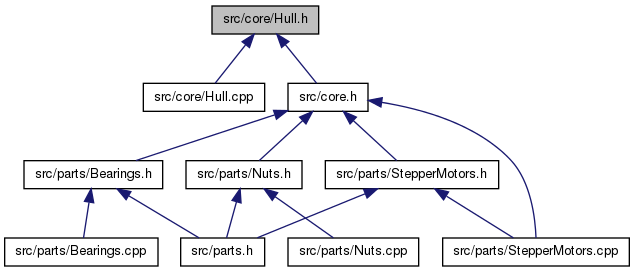 src/core/Hull.h
src/core/Hull.cpp
src/core.h
src/parts/Bearings.h
src/parts/Nuts.h
src/parts/StepperMotors.h
src/parts/Bearings.cpp
src/parts.h
src/parts/Nuts.cpp
src/parts/StepperMotors.cpp